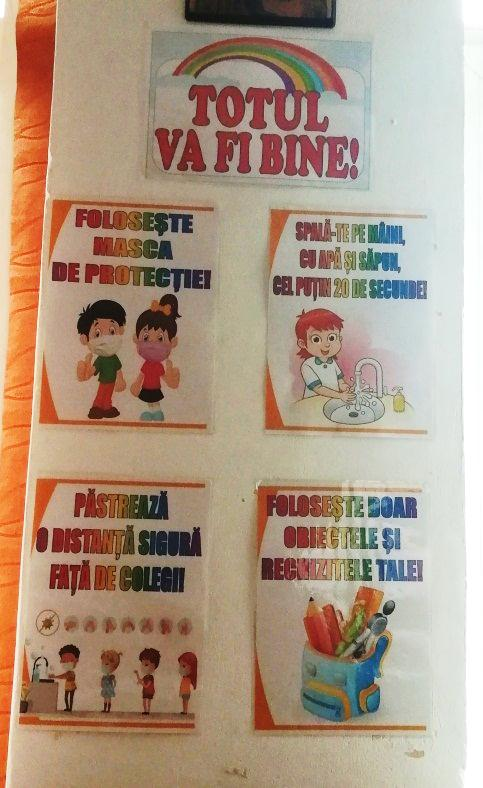 TOTUL
VA FI BINE!
FOLOSEȘTE
MASCA
DE PROTECȚIE!
SPALĂ-TE PE MÂINI,
CU APĂ ȘI SĂPUN,
CEL PUȚIN 20 DE SECUNDE!
PĂSTREAZĂ
O DISTANȚĂ SIGURĂ
FAȚĂ DE COLEGI!
FOLOSEȘTE DOAR
OBIECTELE ȘI
RECHIZITELE TALE!